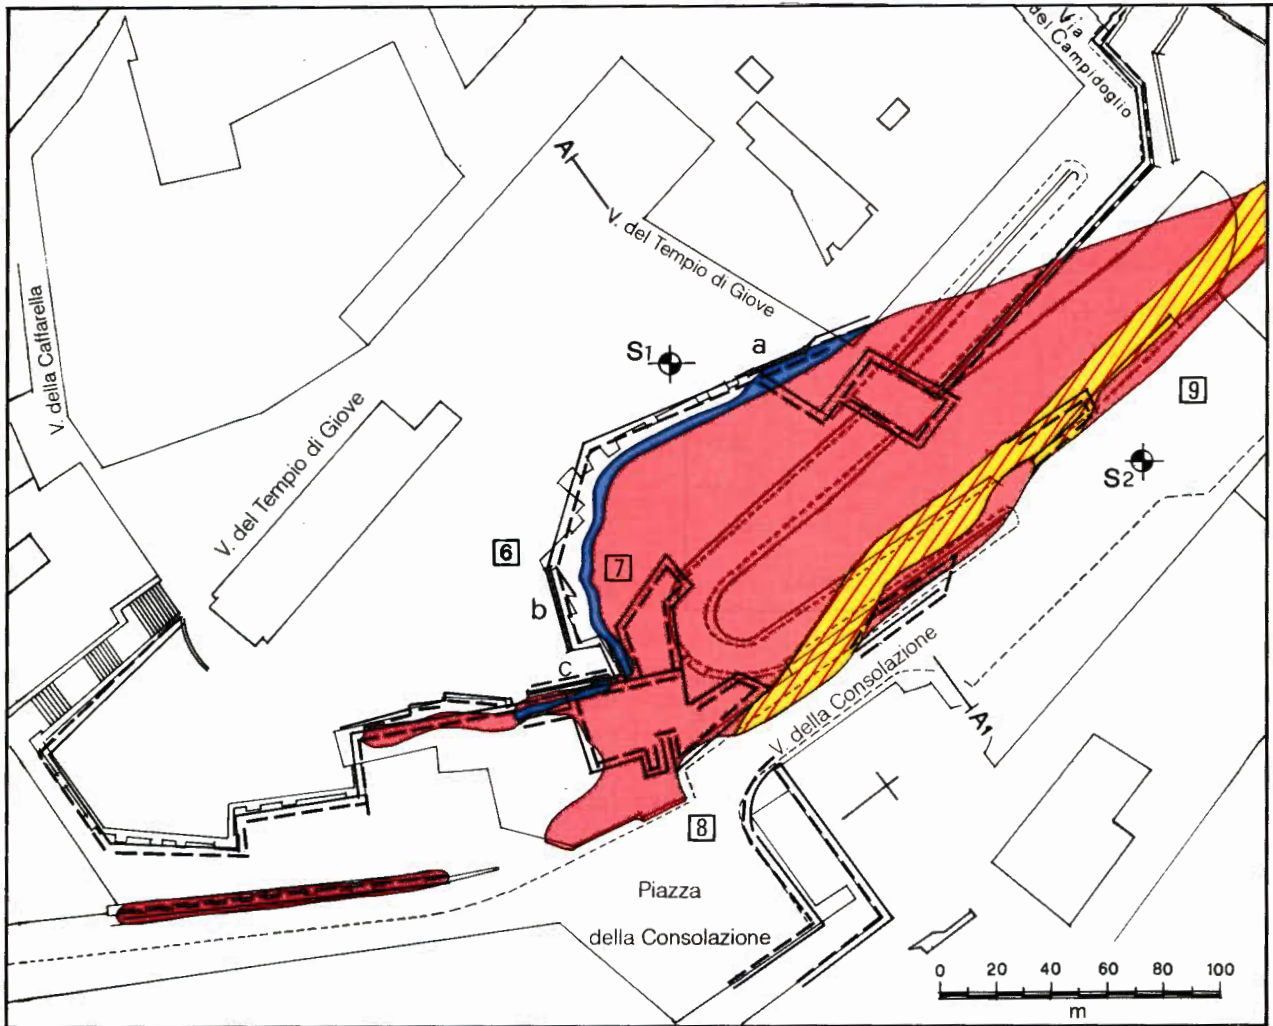 Via
del Campidoglio
A
V. del Tempio di Giove
V. della Caffarella
S1
a
9
S2
V. del Tempio di Giove
6
7
b
c
V. della Consolazione
A1
8
Piazza
della Consolazione
0 20 40 60 80 100
m